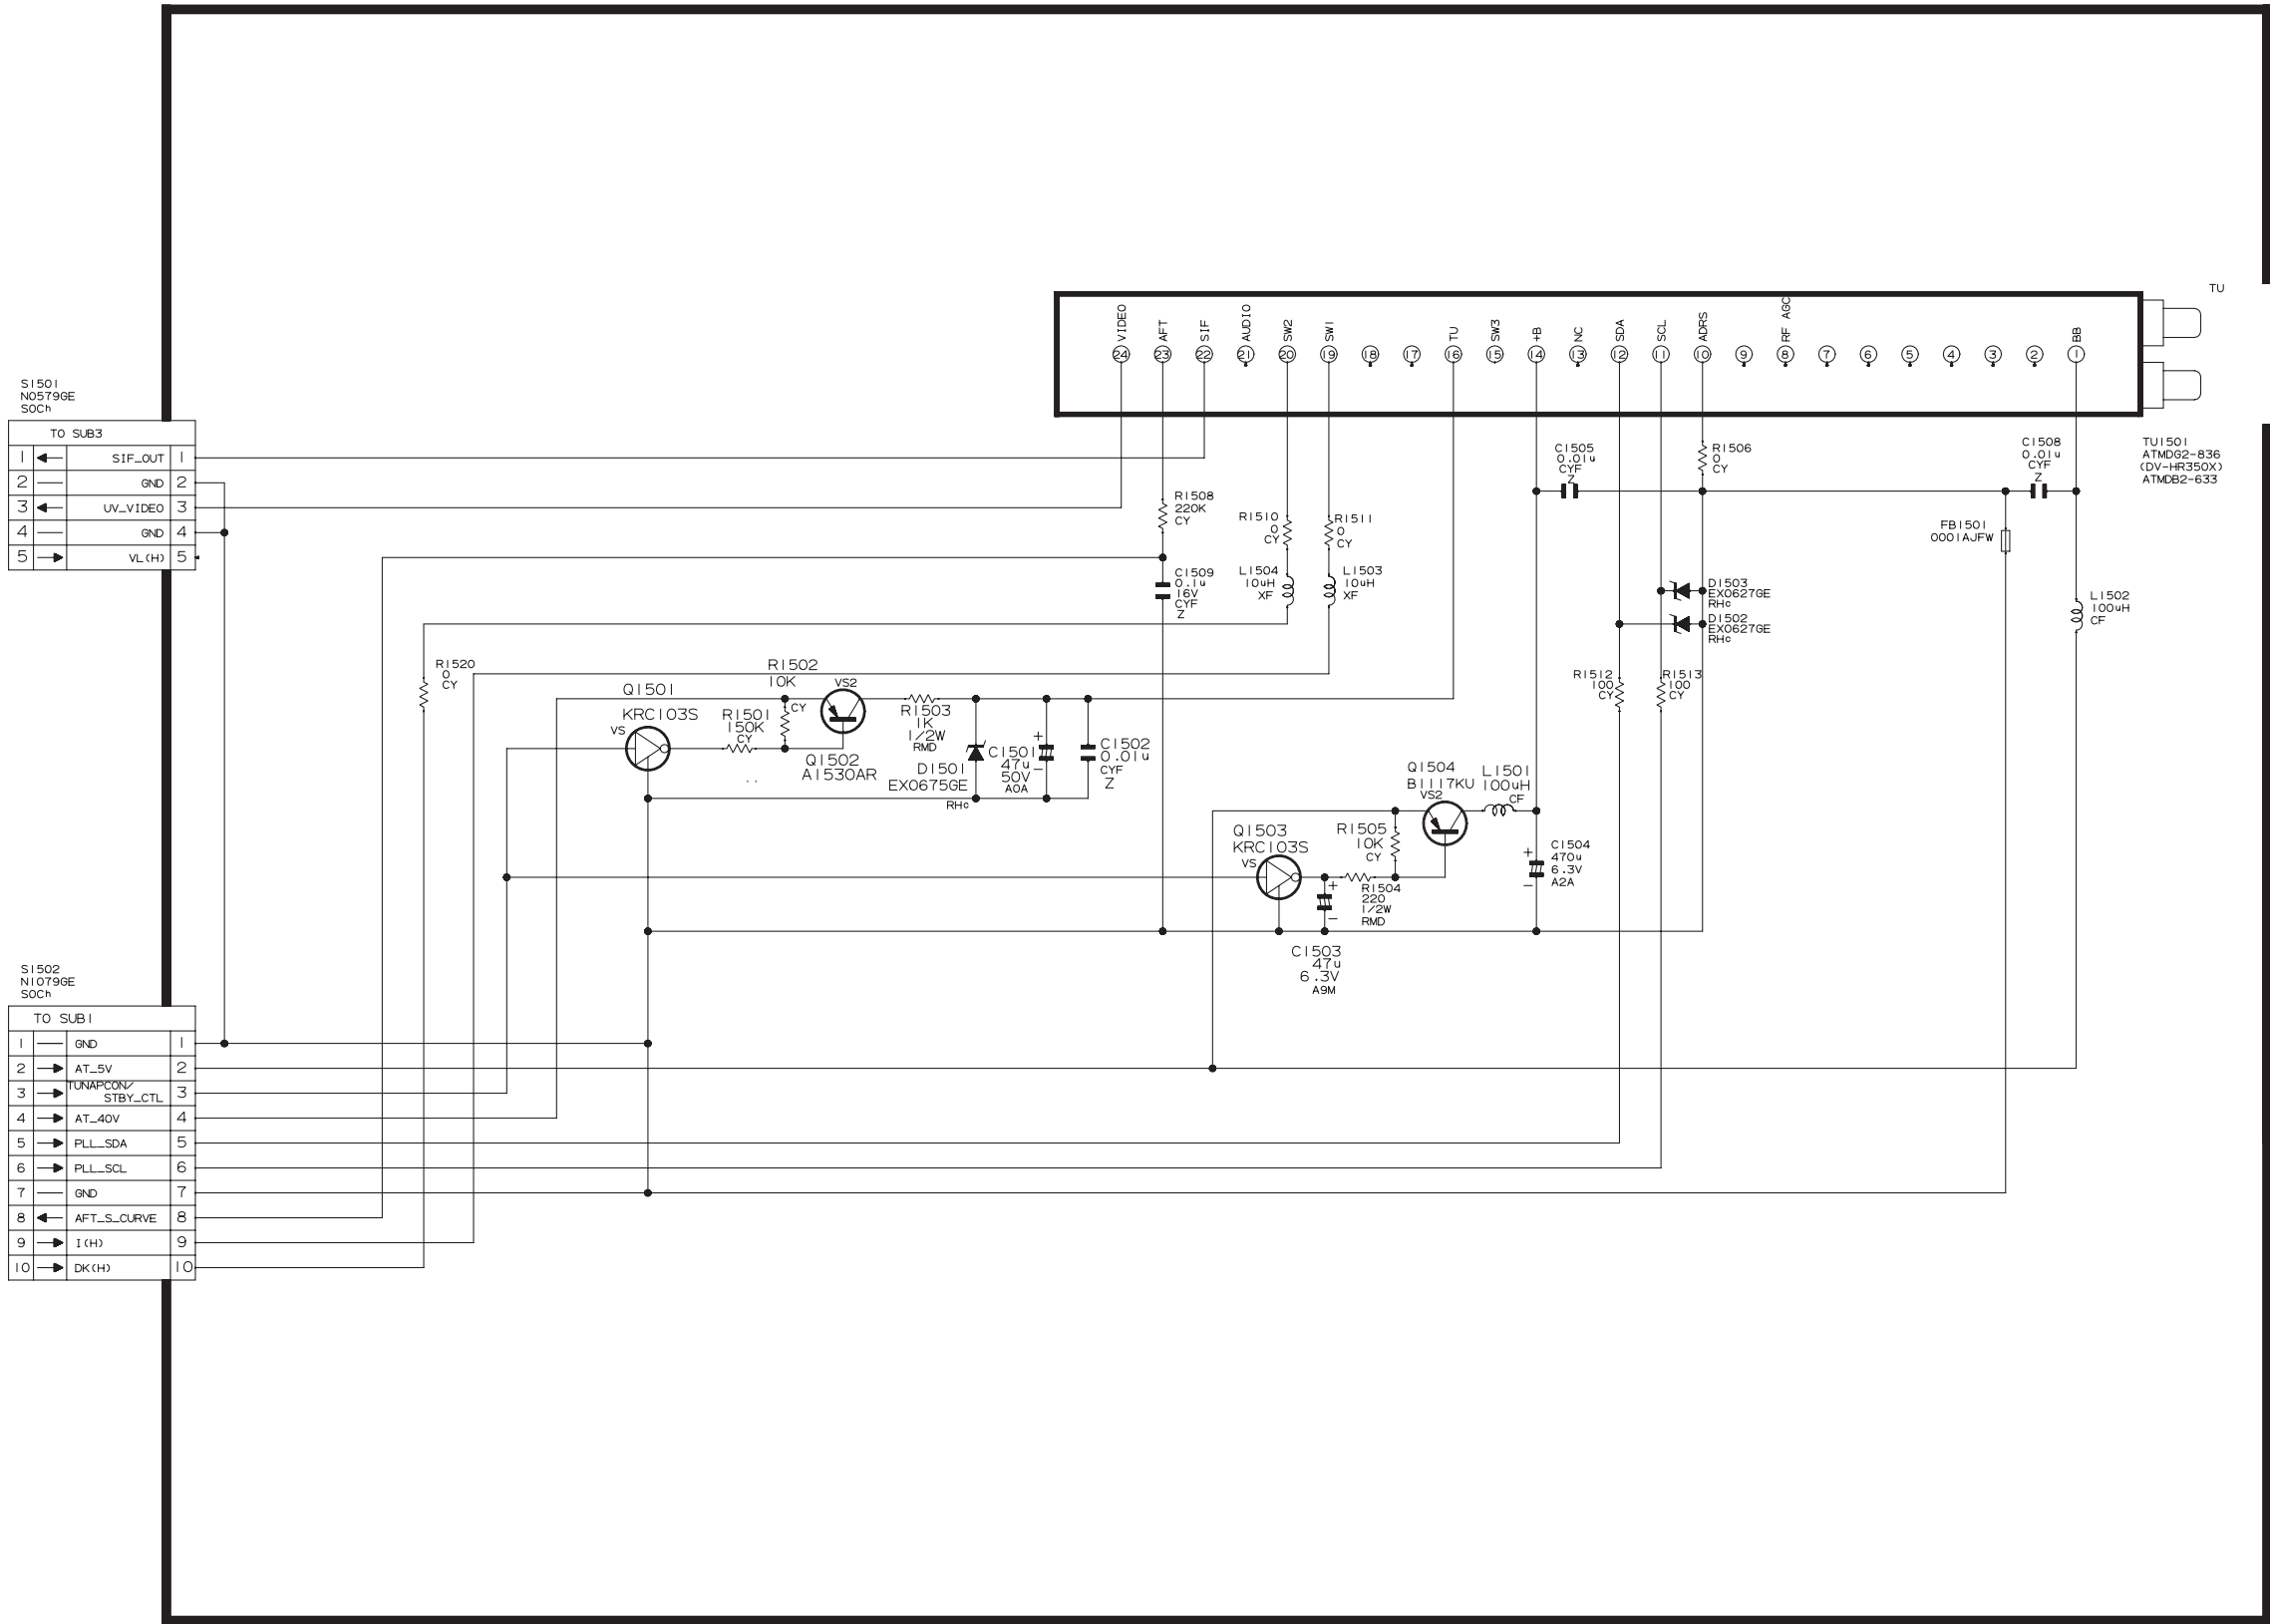 TU
VIDEO
AFT
SIF
AUDIO
SW2
SW1
TU
SW3
+B
NC
SDA
SCL
ADRS
RF AGC
BB
24
23
22
21
20
19
18
17
16
15
14
13
12
11
10
9
8
7
6
5
4
3
2
1
TU1501
ATMDG2-836
(DV-HR350X)
ATMDB2-633
S1501
N0579GE
SOCh
TO SUB3
1 SIF_OUT 1
2 GND 2
3 UV_VIDEO 3
4 GND 4
5 VL(H) 5
C1505
0.01u
CYF
Z
R1506
0
CY
C1508
0.01u
CYF
Z
R1508
220K
CY
R1510
0
CY
R1511
0
CY
FB1501
0001AJFW
C1509
0.1u
16V
CYF
Z
L1504
10uH
XF
L1503
10uH
XF
D1503
EX0627GE
RHc
D1502
EX0627GE
RHc
L1502
100uH
CF
R1520
0
CY
R1512
100
CY
R1513
100
CY
Q1501
KRC103S
VS
R1501
150K
CY
R1502
10K
CY
VS2
Q1502
A1530AR
R1503
1K
1/2W
RMD
D1501
EX0675GE
RHc
+
C1501
47u
50V
A0A
-
C1502
0.01u
CYF
Z
Q1504
B1117KU
VS2
L1501
100uH
CF
Q1503
KRC103S
VS
R1505
10K
CY
R1504
220
1/2W
RMD
+
-
C1503
47u
6.3V
A9M
+
C1504
470u
6.3V
A2A
-
S1502
N1079GE
SOCh
TO SUB1
1 GND 1
2 AT_5V 2
3 TUNAPCON/
STBY_CTL 3
4 AT_40V 4
5 PLL_SDA 5
6 PLL_SCL 6
7 GND 7
8 AFT_S_CURVE 8
9 I(H) 9
10 DK(H) 10